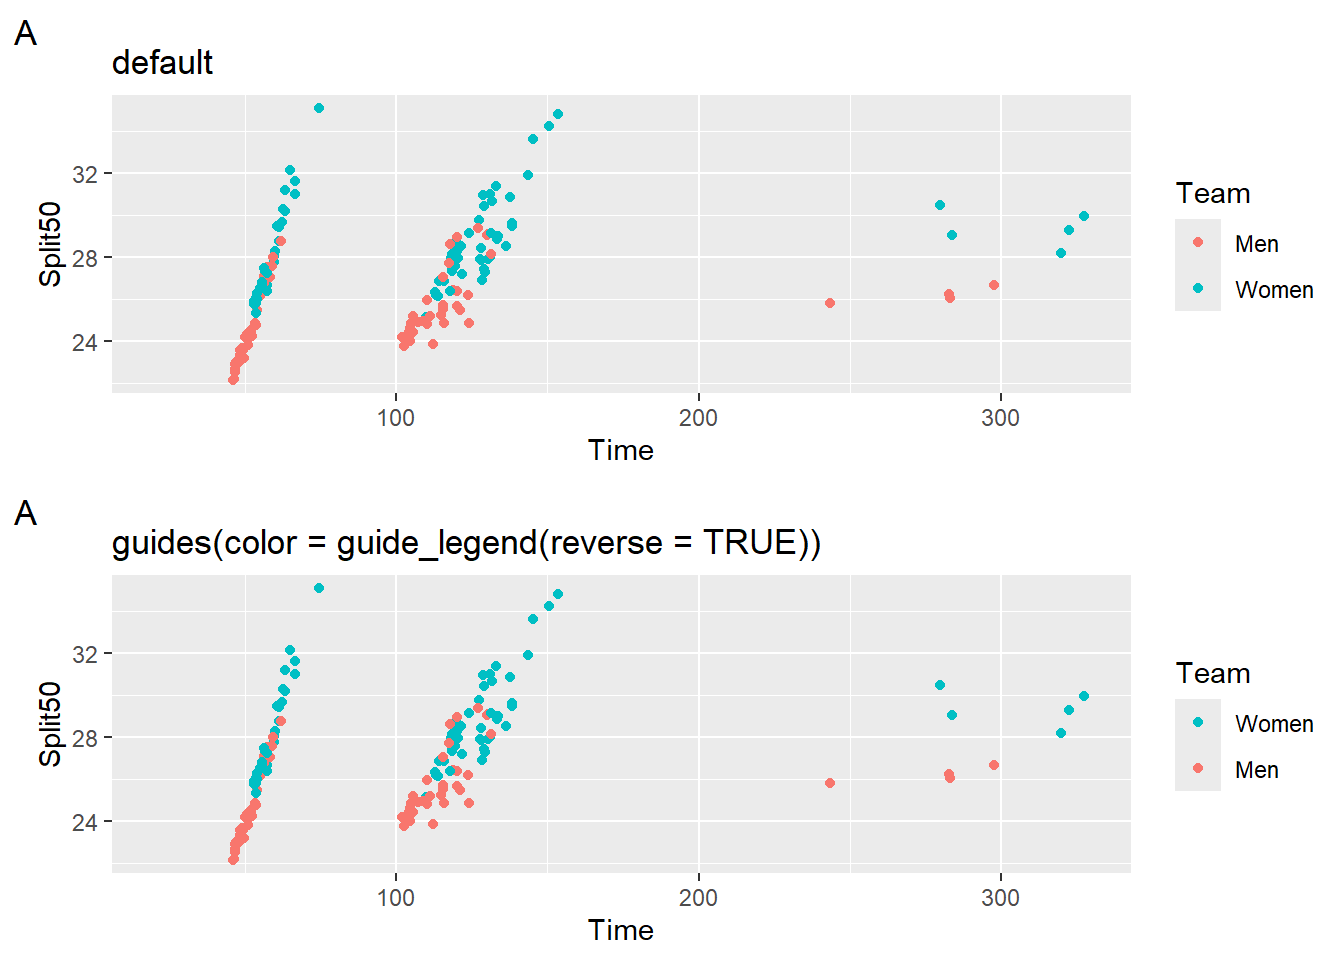 A
default
32
28
24
Split50
100 200 300
Time
Team
Men
Women
A
guides(color = guide_legend(reverse = TRUE))
32
28
24
Split50
100 200 300
Time
Team
Women
Men